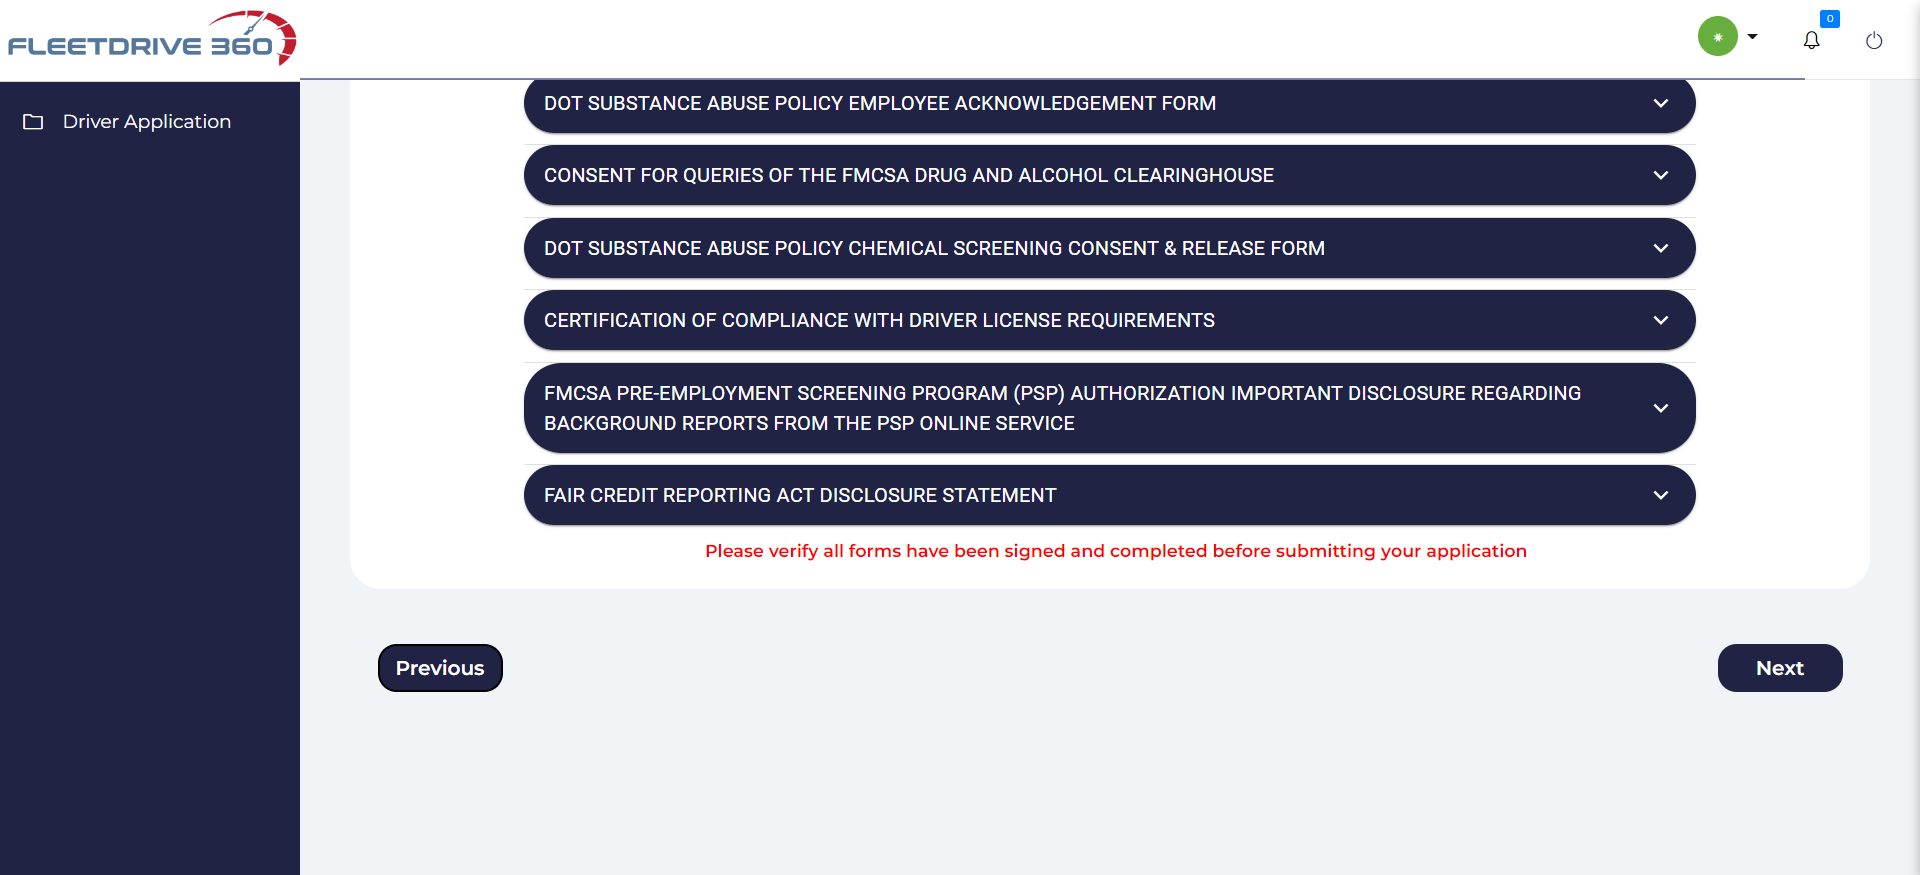 FLEETDRIVE 360
0
Driver Application
DOT SUBSTANCE ABUSE POLICY EMPLOYEE ACKNOWLEDGEMENT FORM
CONSENT FOR QUERIES OF THE FMCSA DRUG AND ALCOHOL CLEARINGHOUSE
DOT SUBSTANCE ABUSE POLICY CHEMICAL SCREENING CONSENT & RELEASE FORM
CERTIFICATION OF COMPLIANCE WITH DRIVER LICENSE REQUIREMENTS
FMCSA PRE-EMPLOYMENT SCREENING PROGRAM (PSP) AUTHORIZATION IMPORTANT DISCLOSURE REGARDING
BACKGROUND REPORTS FROM THE PSP ONLINE SERVICE
FAIR CREDIT REPORTING ACT DISCLOSURE STATEMENT
Please verify all forms have been signed and completed before submitting your application
Previous
Next